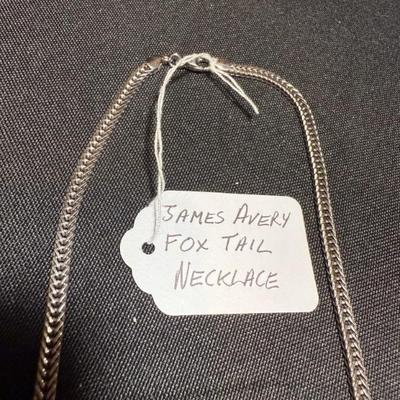 JAMES AVERY
FOX TAIL
NECKLACE